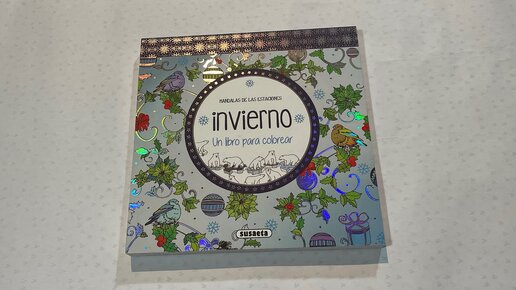 MANDALAS DE LAS ESTACIONES
invierno
Un libro para colorear
susaeta